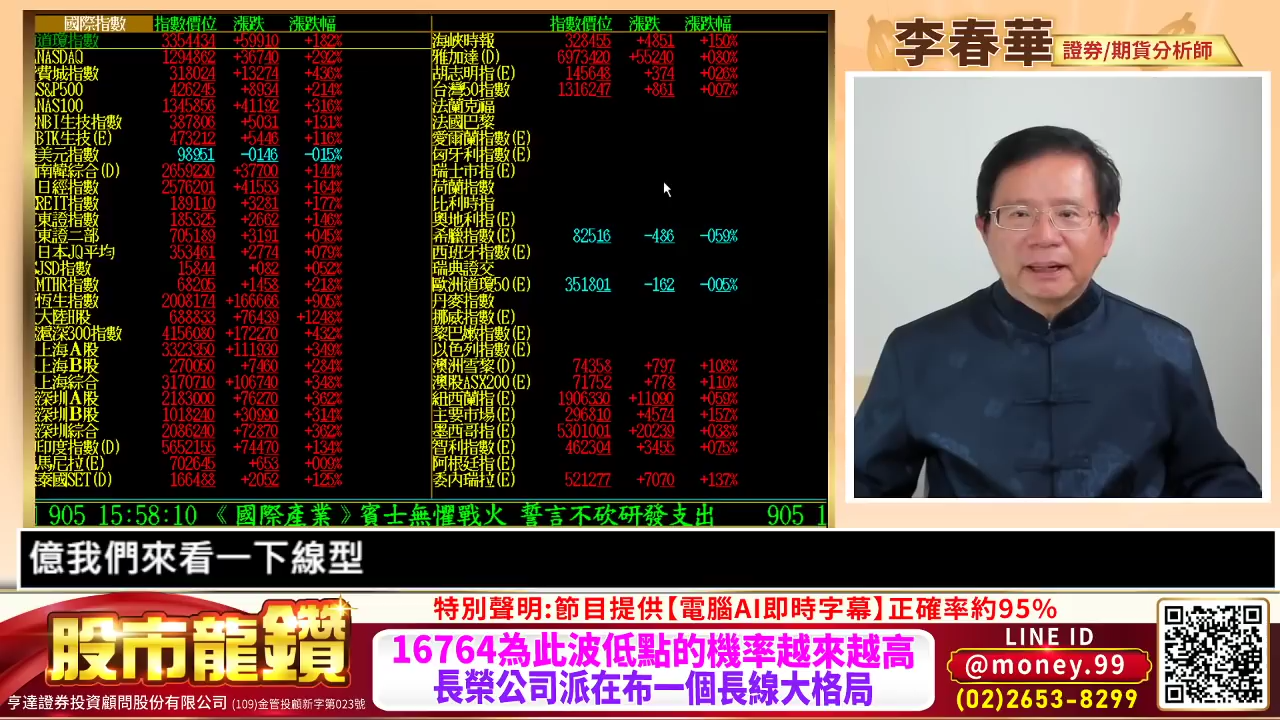 國際指數 指數價位 漲跌 漲跌幅 指數價位 漲跌 漲跌幅
道瓊指數 3354434 +59910 +182% 海峽時報 328455 +4851 +150%
NASDAQ 1294862 +36740 +292% 雅加達(D) 6973420 +55240 +080%
費城指數 318024 +13274 +436% 胡志明指(E) 145648 +374 +026%
S&P500 426245 +8934 +214% 台灣50指數 1316247 +861 +007%
NAS100 1345856 +41192 +316% 法蘭克福
NBI生技指數 387806 +5031 +131% 法國巴黎
BTK生技(E) 473212 +5446 +116% 愛爾蘭指數(E)
美元指數 98951 -0146 -015% 匈牙利指數(E)
南韓綜合(D) 2659230 +37700 +144% 瑞士市指(E)
日經指數 2576201 +41553 +164% 荷蘭指數
REIT指數 189110 +3281 +177% 比利時指
東證指數 185325 +2662 +146% 奧地利指(E)
東證二部 705189 +3191 +045% 希臘指數(E) 82516 -486 -059%
日本JQ平均 353461 +2774 +079% 西班牙指數(E)
JSD指數 15844 +082 +052% 瑞典證交
MTHR指數 68205 +1458 +218% 歐洲道瓊50(E) 351801 -162 -005%
恆生指數 2008174 +166666 +905% 丹麥指數
大陸H股 688833 +76439 +1248% 挪威指數(E)
滬深300指數 4156080 +172270 +432% 黎巴嫩指數(E)
上海A股 3323350 +111930 +349% 以色列指數(E)
上海B股 270050 +7460 +284% 澳洲雪黎(D) 74358 +797 +108%
上海綜合 3170710 +106740 +348% 澳股ASX200(E) 71752 +778 +110%
深圳A股 2183000 +76270 +362% 紐西蘭指(E) 1906330 +11090 +059%
深圳B股 1018240 +30990 +314% 主要市場(E) 296810 +4574 +157%
深圳綜合 2086240 +72870 +362% 墨西哥指(E) 5301001 +20239 +038%
印度指數(D) 5652155 +74470 +134% 智利指數(E) 462304 +3455 +075%
馬尼拉(E) 702645 +653 +009% 阿根廷指(E)
泰國SET(D) 166488 +2052 +125% 委內瑞拉(E) 521277 +7070 +137%
905 15:58:10 《國際產業》賓士無懼戰火 誓言不砍研發支出 905 1
李春華 證券/期貨分析師
億我們來看一下線型
特別聲明:節目提供【電腦AI即時字幕】正確率約95%
股市龍鑽
亨達證券投資顧問股份有限公司 (109)金管投顧新字第023號
16764為此波低點的機率越來越高
長榮公司派在布一個長線大格局
LINE ID
@money.99
(02)2653-8299